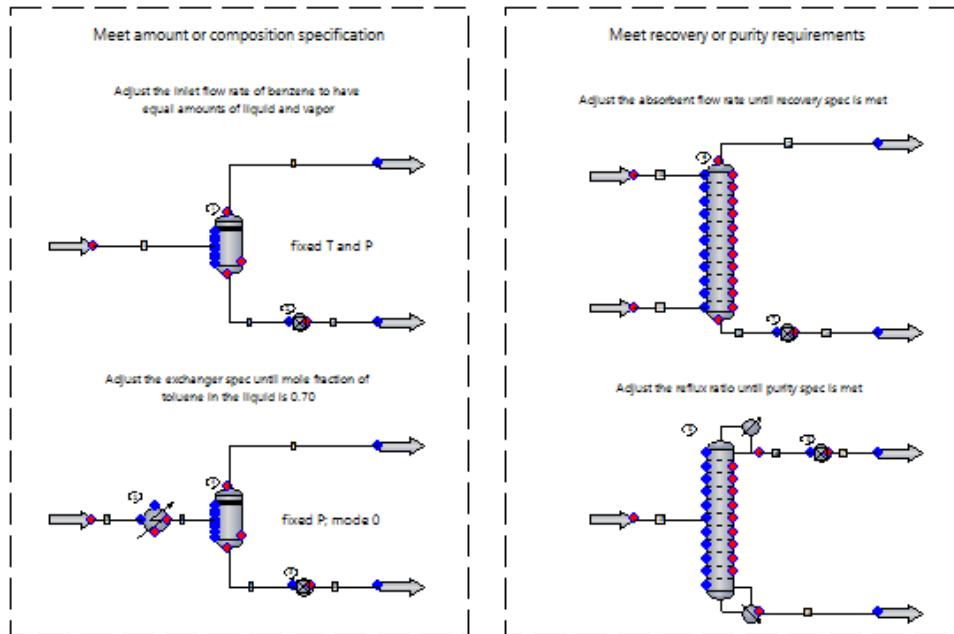 Meet amount or composition specification
Adjust the inlet flow rate of benzene to have
equal amounts of liquid and vapor
fixed T and P
Adjust the exchanger spec until mole fraction of
toluene in the liquid is 0.70
fixed P; mode 0
Meet recovery or purity requirements
Adjust the absorbent flow rate until recovery spec is met
Adjust the reflux ratio until purity spec is met